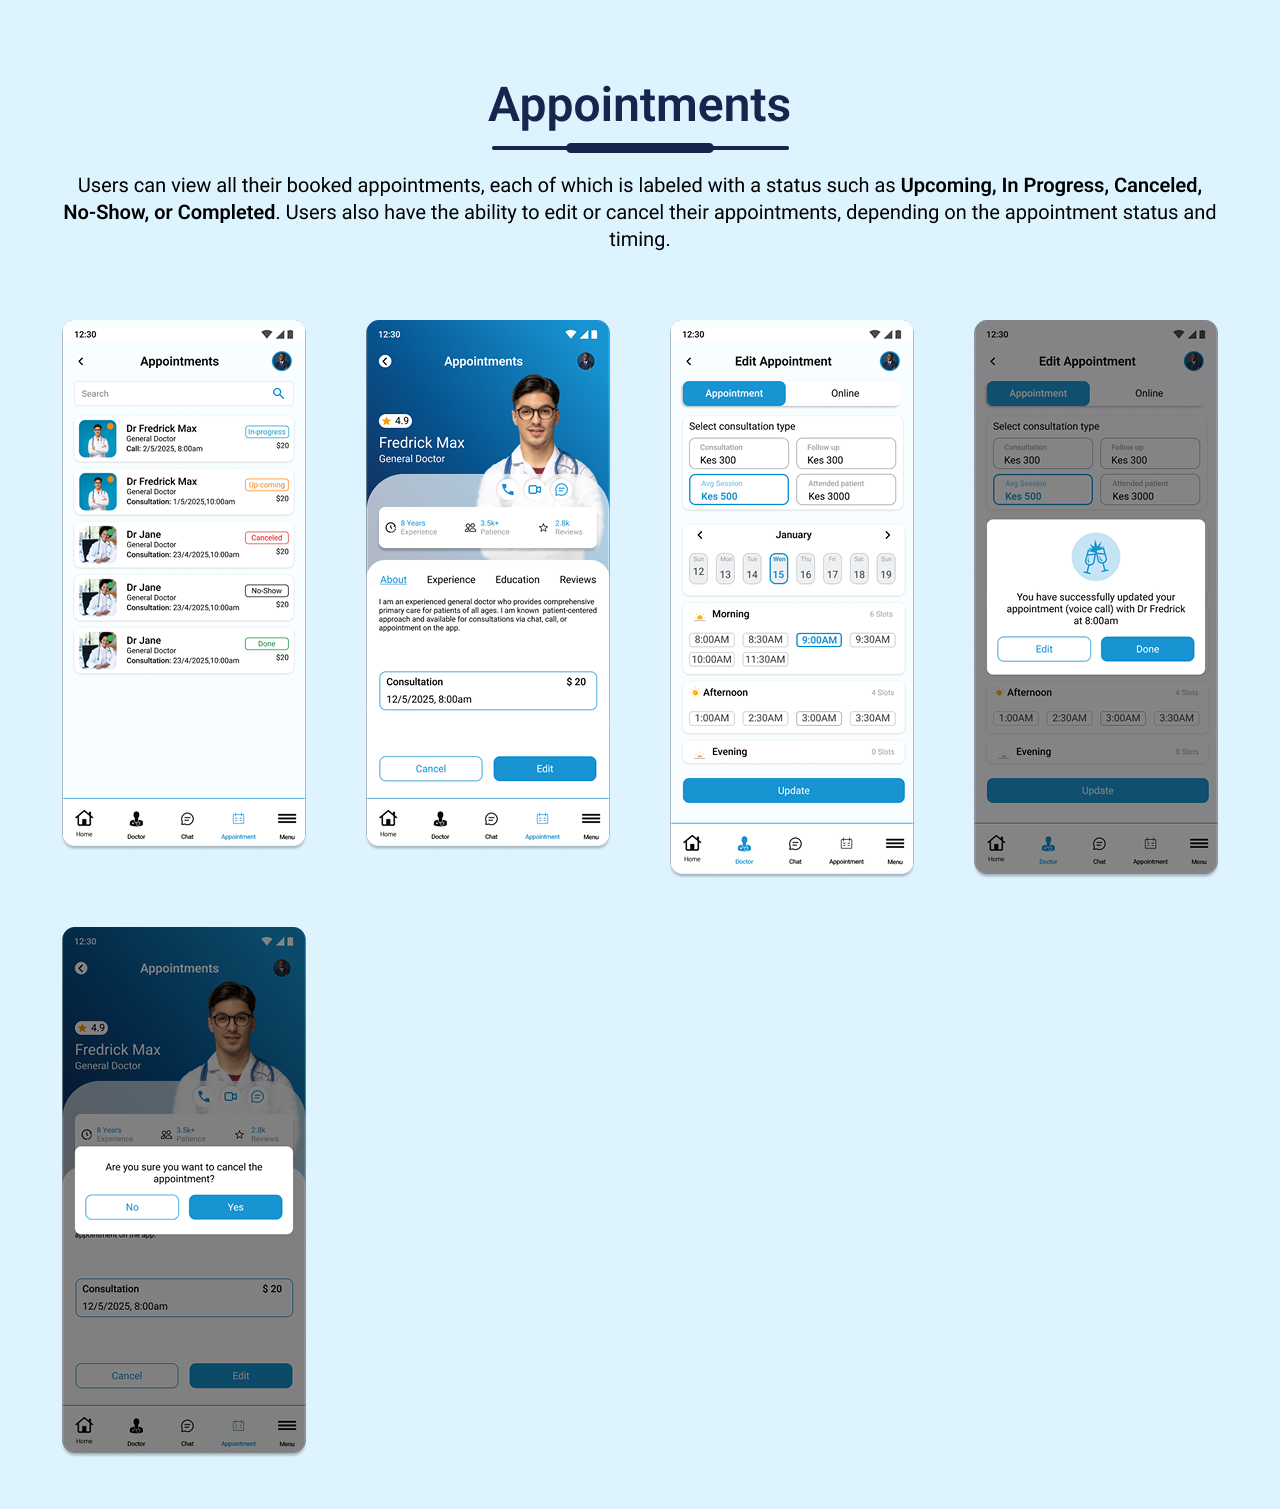 Appointments
Users can view all their booked appointments, each of which is labeled with a status such as Upcoming, In Progress, Canceled,
No-Show, or Completed. Users also have the ability to edit or cancel their appointments, depending on the appointment status and
timing.
12:30
Appointments
Search
Dr Fredrick Max
General Doctor
Call: 2/5/2025, 8:00am
In-progress
$20
Dr Fredrick Max
General Doctor
Consultation: 1/5/2025,10:00am
Up-coming
$20
Dr Jane
General Doctor
Consultation: 23/4/2025,10:00am
Canceled
$20
Dr Jane
General Doctor
Consultation: 23/4/2025,10:00am
No-Show
$20
Dr Jane
General Doctor
Consultation: 23/4/2025,10:00am
Done
$20
Home
Doctor
Chat
Appointment
Menu
12:30
Appointments
4.9
Fredrick Max
General Doctor
8 Years
Experience
3.5k+
Patience
2.8k
Reviews
About Experience Education Reviews
I am an experienced general doctor who provides comprehensive
primary care for patients of all ages. I am known patient-centered
approach and available for consultations via chat, call, or
appointment on the app.
Consultation $ 20
12/5/2025, 8:00am
Cancel Edit
Home
Doctor
Chat
Appointment
Menu
12:30
Edit Appointment
Appointment Online
Select consultation type
Consultation
Kes 300
Follow up
Kes 300
Avg Session
Kes 500
Attended patient
Kes 3000
January
Sun Mon Tue Wen Thu Fri Sat Sun
12 13 14 15 16 17 18 19
Morning 6 Slots
8:00AM 8:30AM 9:00AM 9:30AM
10:00AM 11:30AM
Afternoon 4 Slots
1:00AM 2:30AM 3:00AM 3:30AM
Evening 0 Slots
Update
Home
Doctor
Chat
Appointment
Menu
12:30
Edit Appointment
Appointment Online
Select consultation type
Consultation
Kes 300
Follow up
Kes 300
Avg Session
Kes 500
Attended patient
Kes 3000
You have successfully updated your
appointment (voice call) with Dr Fredrick
at 8:00am
Edit Done
Afternoon 4 Slots
1:00AM 2:30AM 3:00AM 3:30AM
Evening 0 Slots
Update
Home
Doctor
Chat
Appointment
Menu
12:30
Appointments
4.9
Fredrick Max
General Doctor
8 Years
Experience
3.5k+
Patience
2.8k
Reviews
Are you sure you want to cancel the
appointment?
No Yes
appointment on the app.
Consultation $ 20
12/5/2025, 8:00am
Cancel Edit
Home
Doctor
Chat
Appointment
Menu